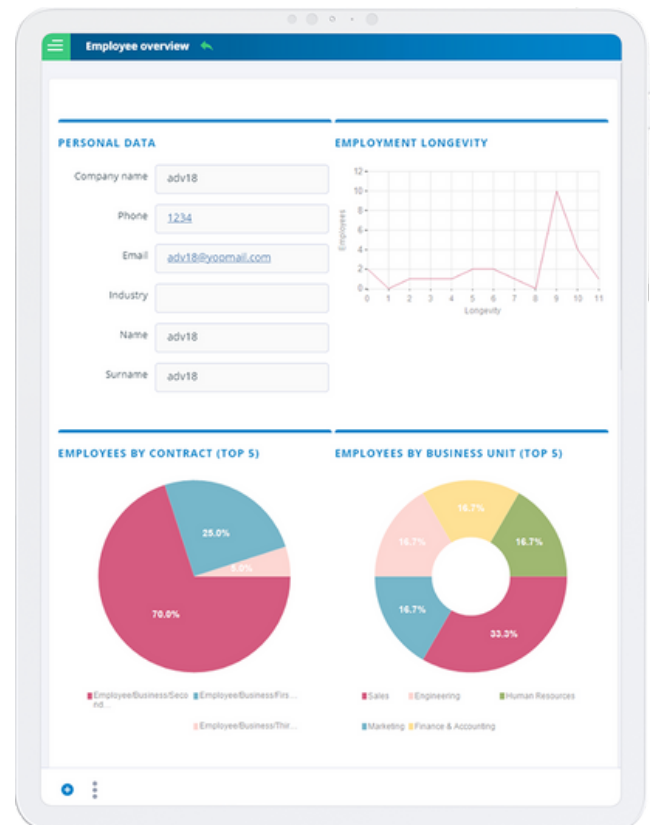 Employee overview
PERSONAL DATA
Company name adv18
Phone 1234
Email adv18@yopmail.com
Industry
Name adv18
Surname adv18
EMPLOYMENT LONGEVITY
12
10
8
6
4
2
0
Employees
0 1 2 3 4 5 6 7 8 9 10 11
Longevity
EMPLOYEES BY CONTRACT (TOP 5)
25.0%
5.0%
70.0%
Employee/Business/Seco
nd...
Employee/Business/Firs ...
Employee/Business/Thir...
EMPLOYEES BY BUSINESS UNIT (TOP 5)
16.7%
16.7%
16.7%
16.7%
33.3%
Sales Engineering Human Resources
Marketing Finance & Accounting